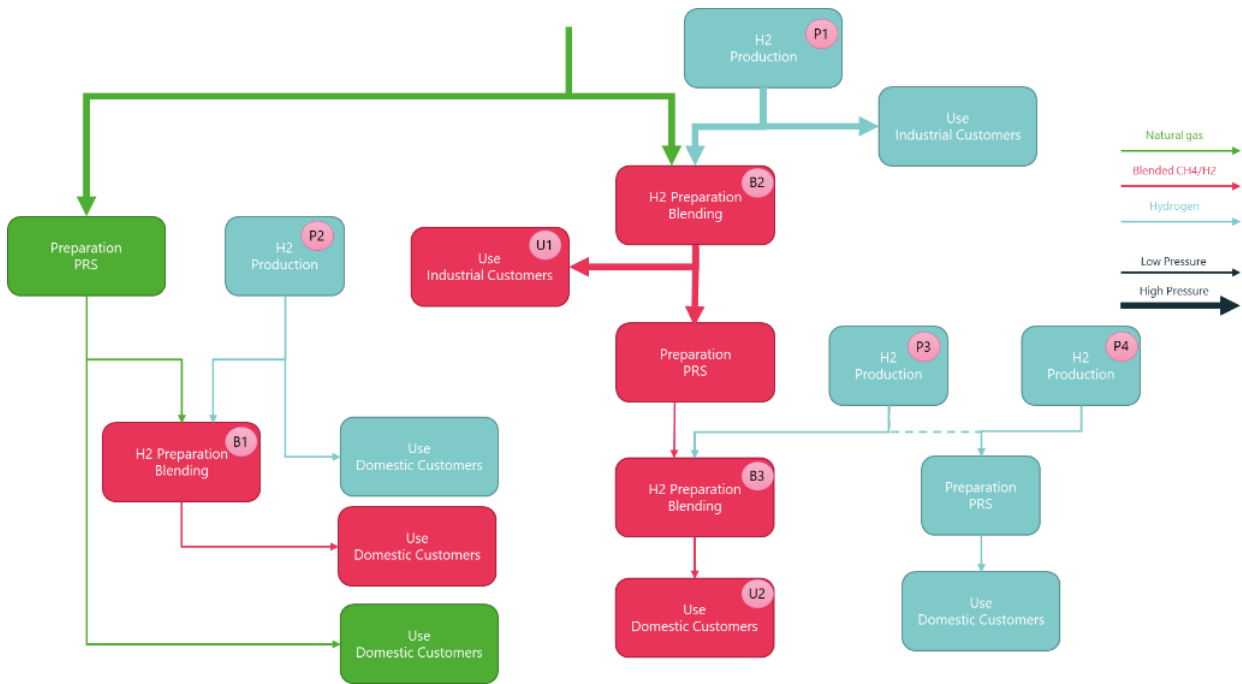 H2
Production
P1
Use
Industrial Customers
Natural gas
Blended CH4/H2
Hydrogen
Low Pressure
High Pressure
H2 Preparation
Blending
B2
Preparation
PRS
H2
Production
P2
Use
Industrial Customers
U1
Preparation
PRS
H2
Production
P3
H2
Production
P4
H2 Preparation
Blending
B1
Use
Domestic Customers
H2 Preparation
Blending
B3
Preparation
PRS
Use
Domestic Customers
Use
Domestic Customers
U2
Use
Domestic Customers
Use
Domestic Customers